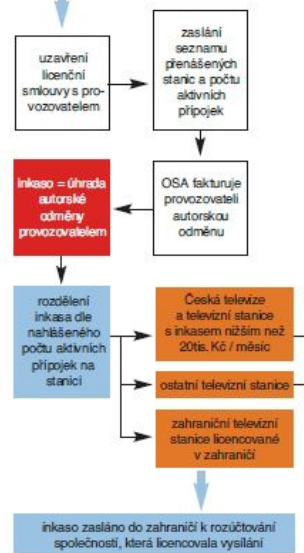 uzavření
licenční
smlouvy s pro-
vozovatelem
zaslání
seznamu
přenášených
stanic a počtu
aktivních
přípojek
inkaso = úhrada
autorské
odměny
provozovatelem
OSA fakturuje
provozovateli
autorskou
odměnu
rozdělení
inkasa dle
nahlášeného
počtu aktivních
přípojek na
stanici
Česká televize
a televizní stanice
s inkasem nižším než
20tis. Kč / měsíc
ostatní televizní stanice
zahraniční televizní
stanice licencované
v zahraničí
inkaso zasláno do zahraničí k rozúčtování
společností, která licencovala vysílání